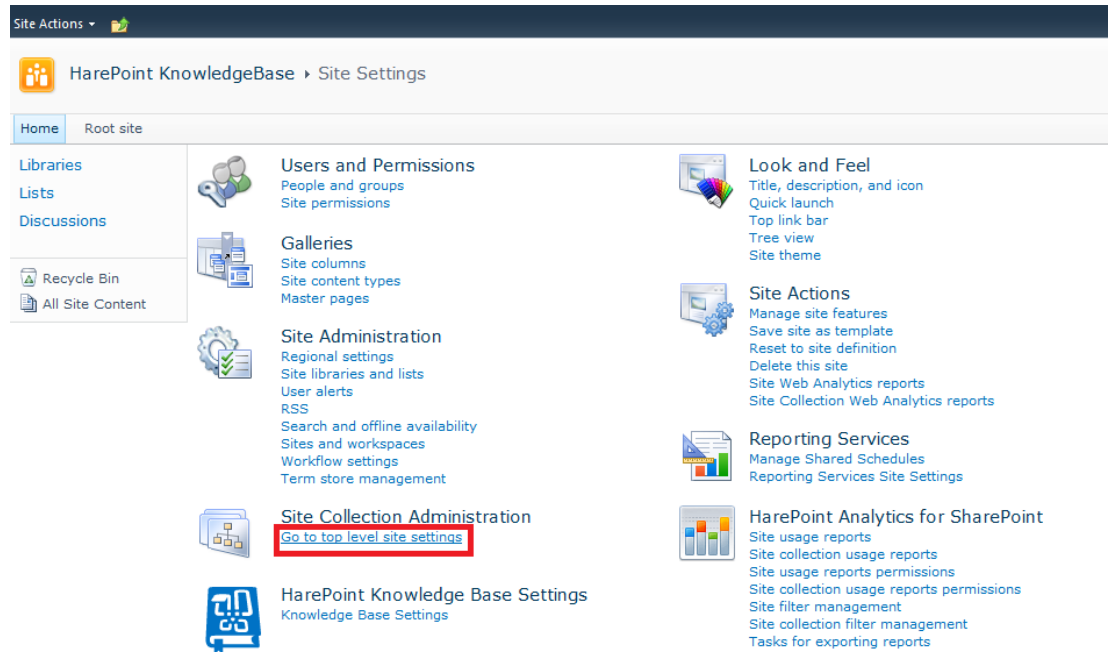 Site Actions
HarePoint KnowledgeBase ▸ Site Settings
Home Root site
Libraries
Lists
Discussions
Recycle Bin
All Site Content
Users and Permissions
People and groups
Site permissions
Galleries
Site columns
Site content types
Master pages
Site Administration
Regional settings
Site libraries and lists
User alerts
RSS
Search and offline availability
Sites and workspaces
Workflow settings
Term store management
Site Collection Administration
Go to top level site settings
HarePoint Knowledge Base Settings
Knowledge Base Settings
Look and Feel
Title, description, and icon
Quick launch
Top link bar
Tree view
Site theme
Site Actions
Manage site features
Save site as template
Reset to site definition
Delete this site
Site Web Analytics reports
Site Collection Web Analytics reports
Reporting Services
Manage Shared Schedules
Reporting Services Site Settings
HarePoint Analytics for SharePoint
Site usage reports
Site collection usage reports
Site usage reports permissions
Site collection usage reports permissions
Site filter management
Site collection filter management
Tasks for exporting reports